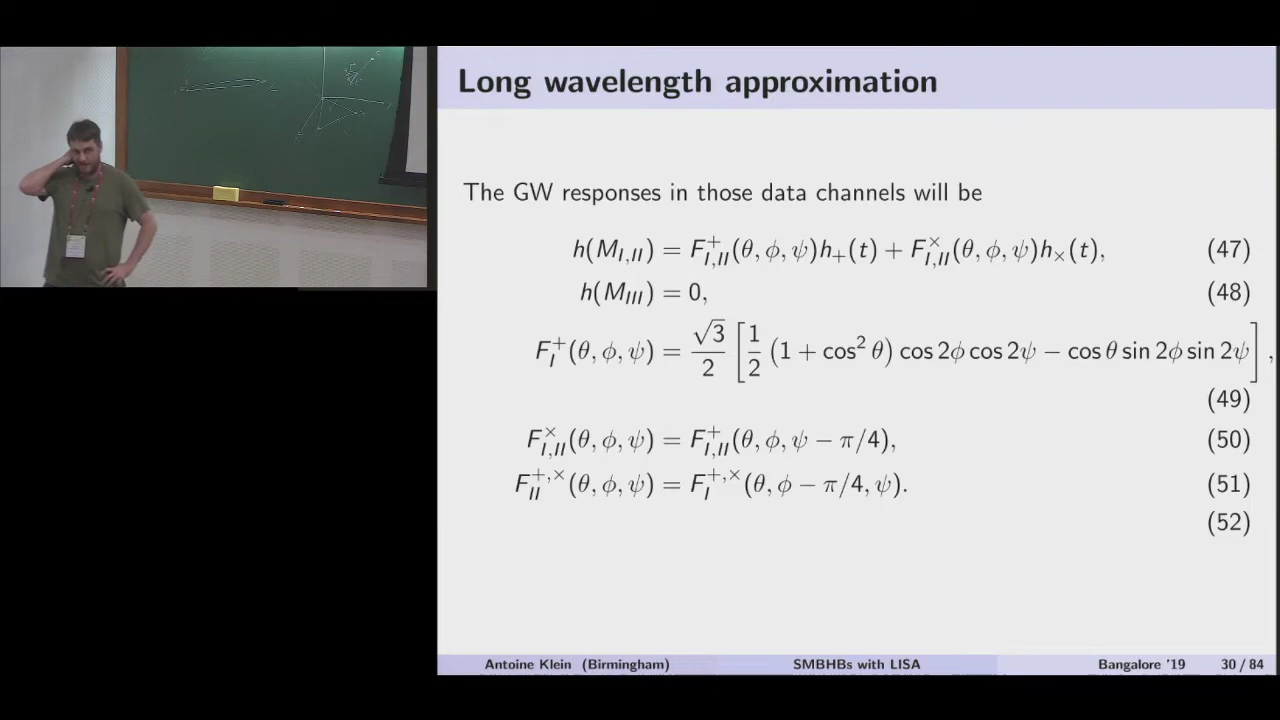 Long wavelength approximation
The GW responses in those data channels will be
h(M_{I,II}) = F^+_{I,II}(θ, ϕ, ψ)h_+(t) + F^×_{I,II}(θ, ϕ, ψ)h_×(t), (47)
h(M_{III}) = 0, (48)
F^+_I(θ, ϕ, ψ) = √3/2 [1/2 (1 + cos² θ) cos 2ϕ cos 2ψ − cos θ sin 2ϕ sin 2ψ],
(49)
F^×_{I,II}(θ, ϕ, ψ) = F^+_{I,II}(θ, ϕ, ψ − π/4), (50)
F^{+,×}_{II}(θ, ϕ, ψ) = F^{+,×}_I(θ, ϕ − π/4, ψ). (51)
(52)
Antoine Klein (Birmingham) SMBHBs with LISA Bangalore '19 30 / 84